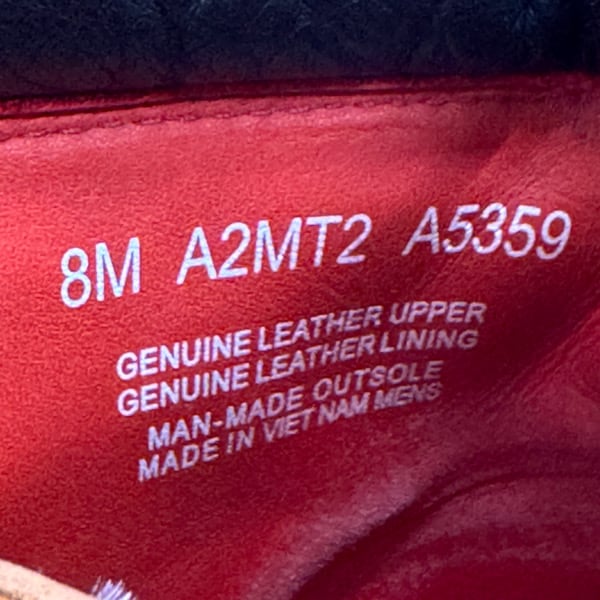 8M A2MT2 A5359
GENUINE LEATHER UPPER
GENUINE LEATHER LINING
MAN-MADE OUTSOLE
MADE IN VIET NAM MENS